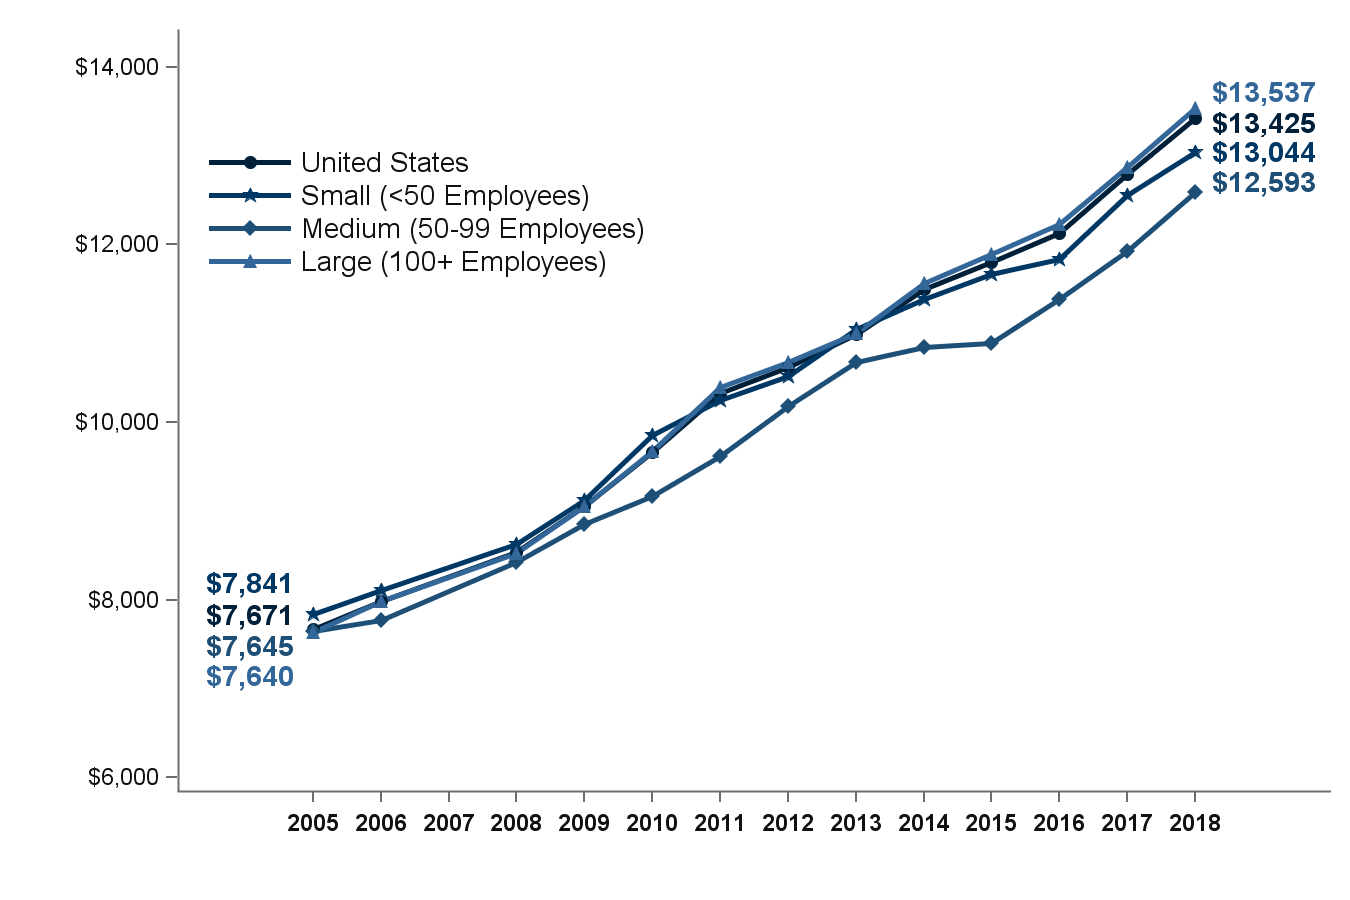 $14,000
$12,000
$10,000
$8,000
$6,000
United States
Small (<50 Employees)
Medium (50-99 Employees)
Large (100+ Employees)
$13,537
$13,425
$13,044
$12,593
$7,841
$7,671
$7,645
$7,640
2005 2006 2007 2008 2009 2010 2011 2012 2013 2014 2015 2016 2017 2018